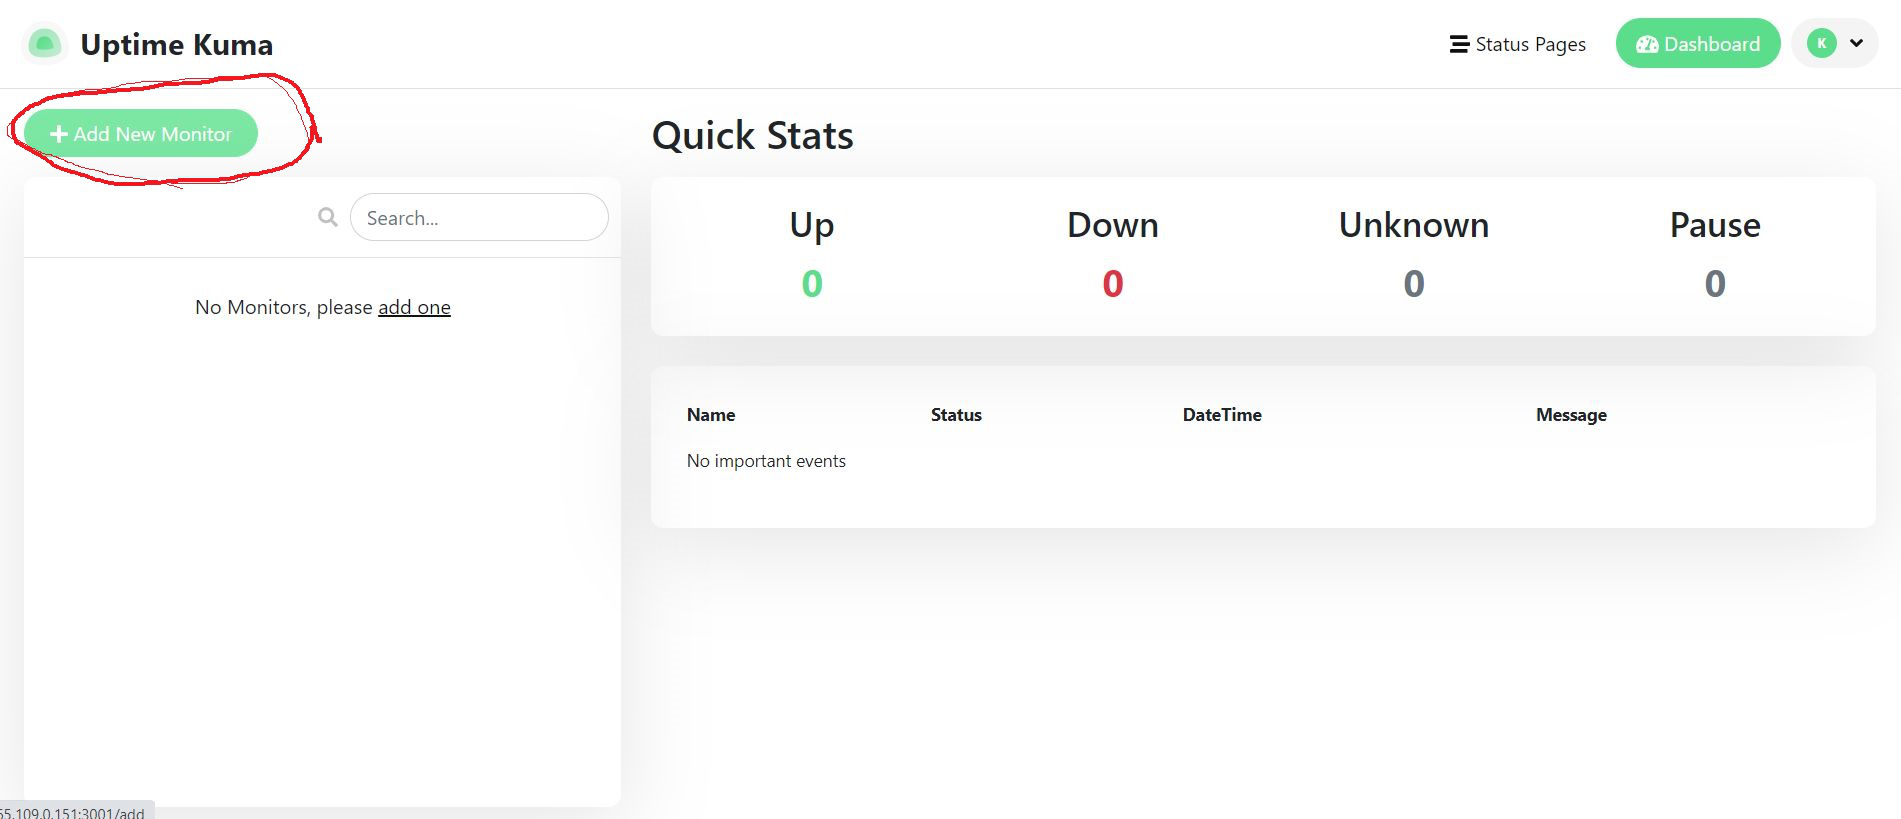 Uptime Kuma
Status Pages
Dashboard
K
Add New Monitor
Quick Stats
Search...
Up
Down
Unknown
Pause
0
0
0
0
No Monitors, please add one
Name
Status
DateTime
Message
No important events
55.109.0.151:3001/add